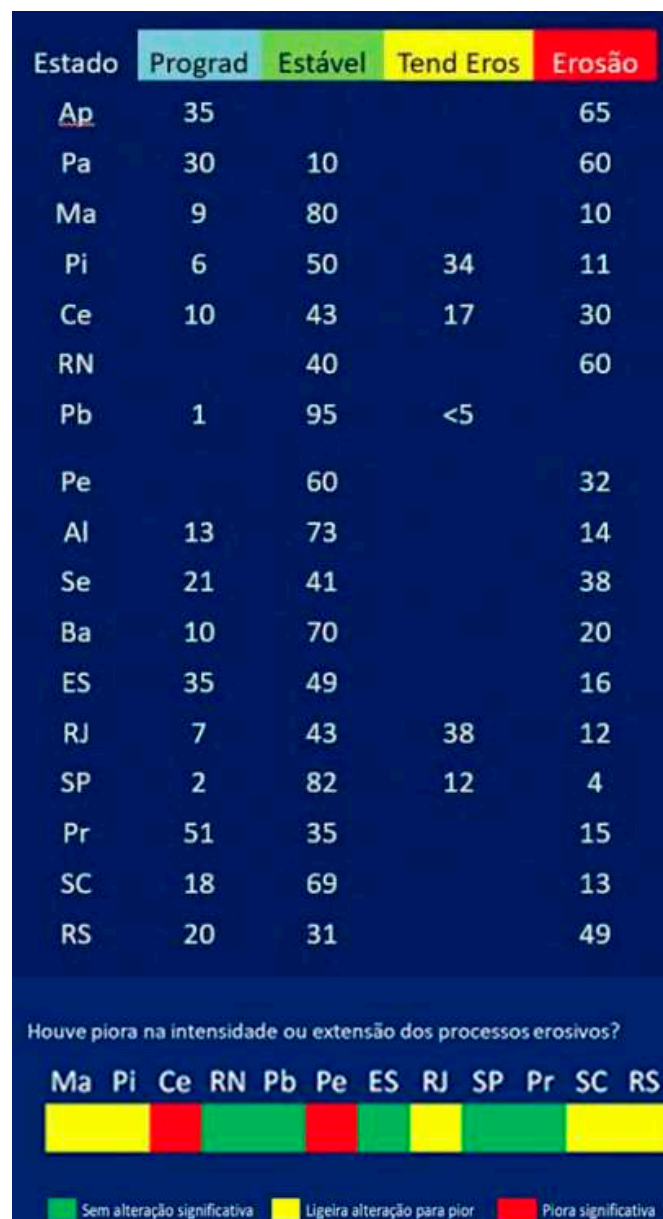 Estado Prograd Estável Tend Eros Erosão
Ap 35 65
Pa 30 10 60
Ma 9 80 10
Pi 6 50 34 11
Ce 10 43 17 30
RN 40 60
Pb 1 95 <5
Pe 60 32
Al 13 73 14
Se 21 41 38
Ba 10 70 20
ES 35 49 16
RJ 7 43 38 12
SP 2 82 12 4
Pr 51 35 15
SC 18 69 13
RS 20 31 49
Houve piora na intensidade ou extensão dos processos erosivos?
Ma Pi Ce RN Pb Pe ES RJ SP Pr SC RS
Sem alteração significativa Ligeira alteração para pior Piora significativa